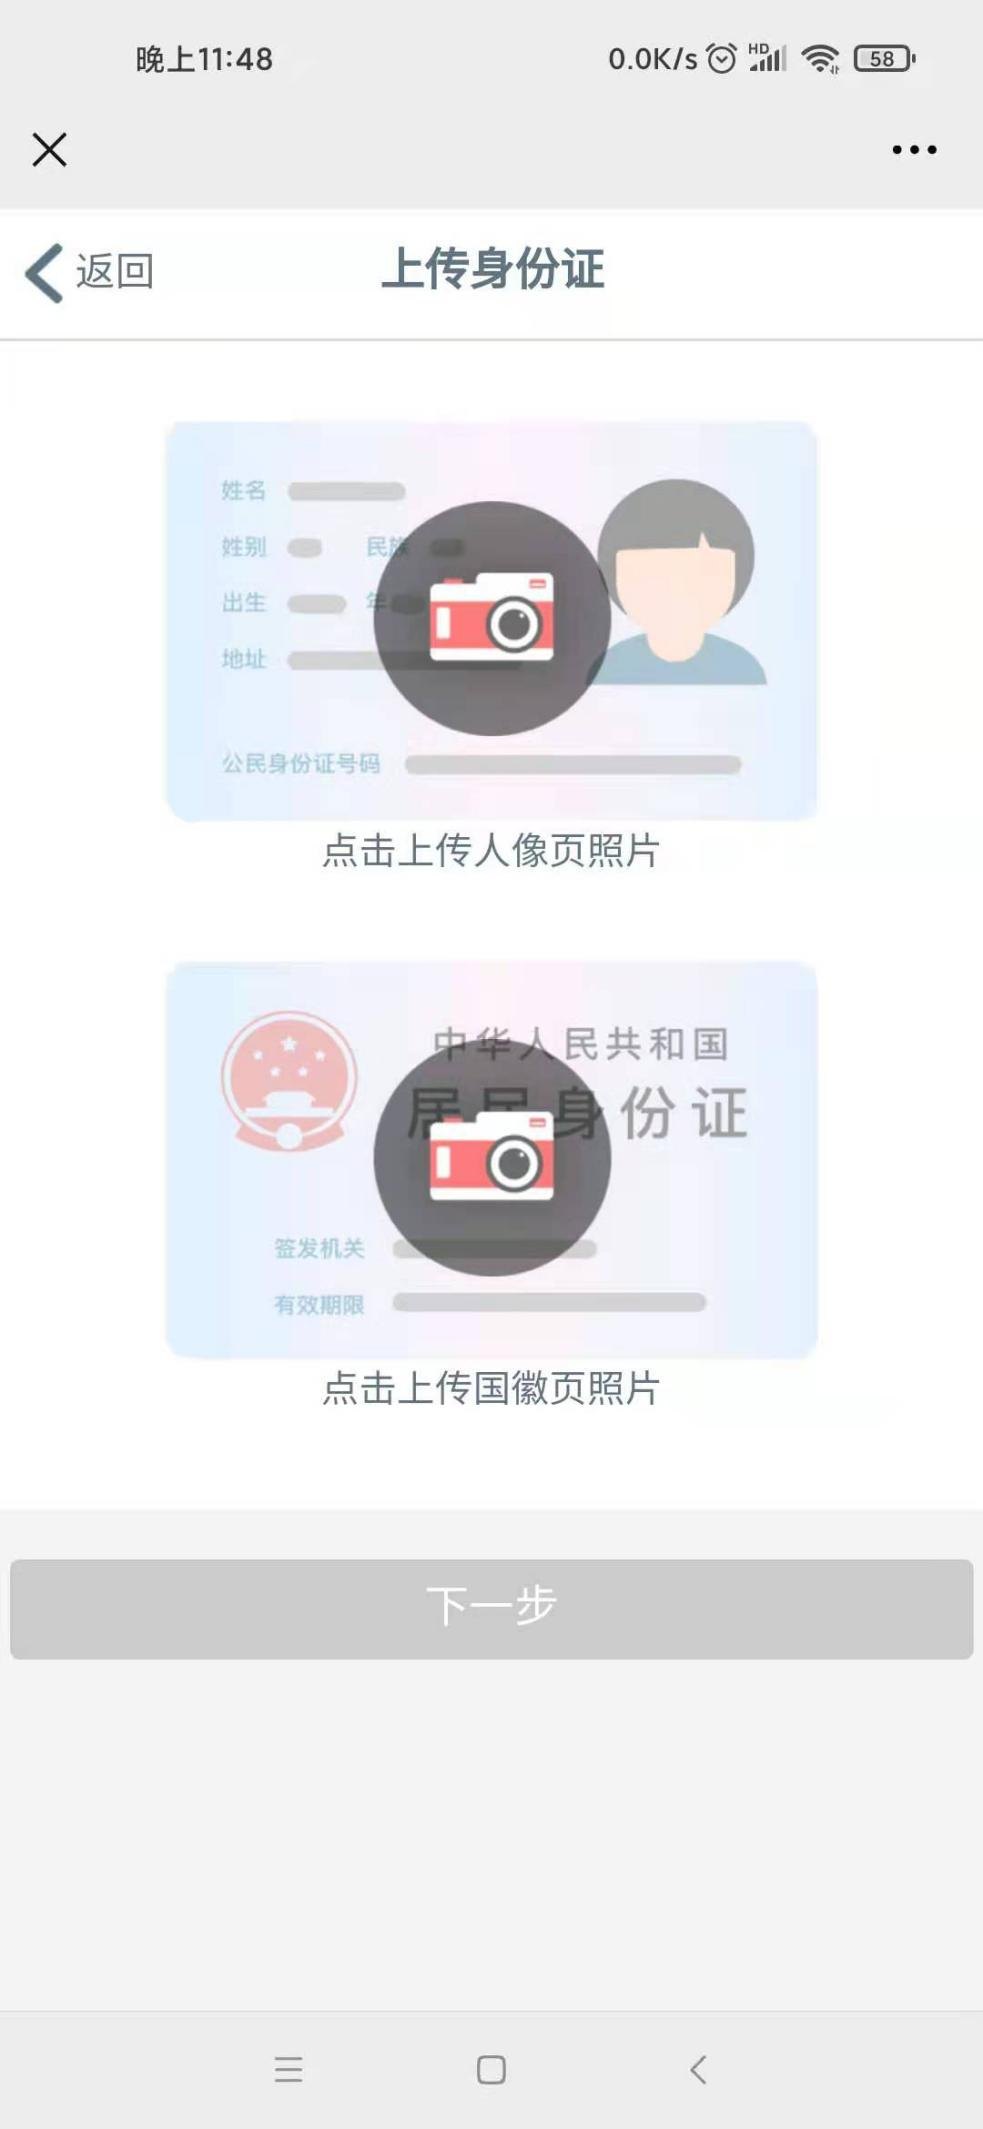 晚上11:48 0.0K/s HD 58
返回 上传身份证
姓名
姓别 民族
出生 年
地址
公民身份证号码
点击上传人像页照片
中华人民共和国
居民身份证
签发机关
有效期限
点击上传国徽页照片
下一步